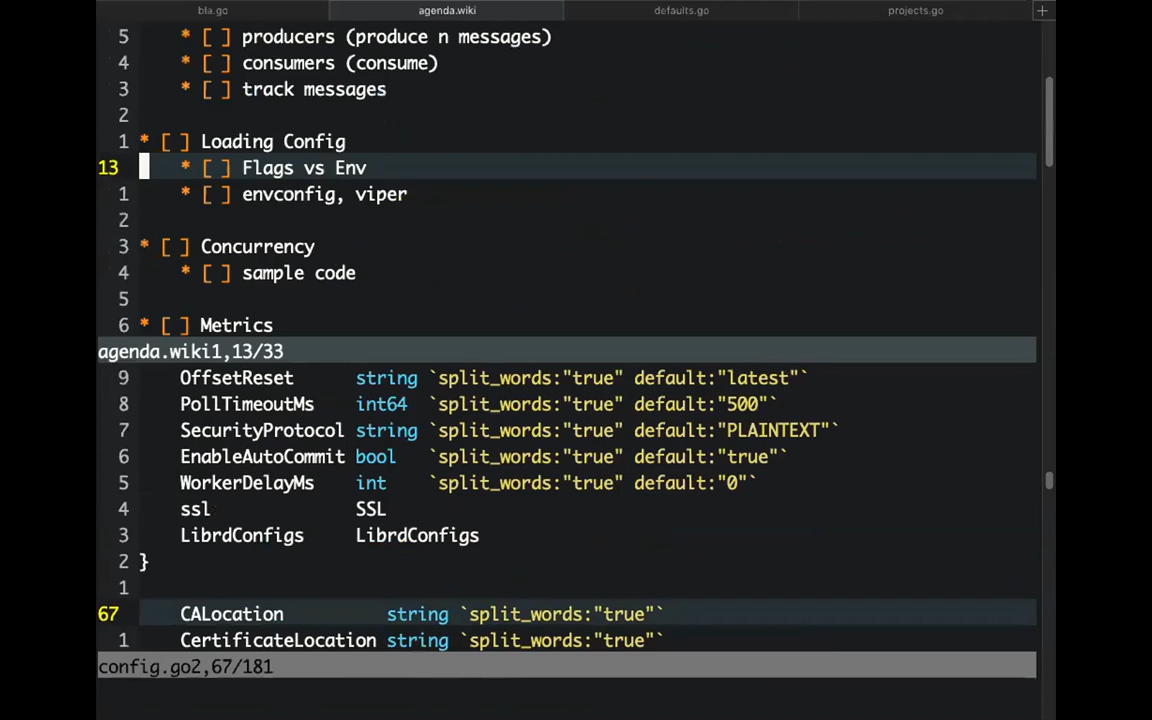 bla.go agenda.wiki defaults.go projects.go +
5 * [ ] producers (produce n messages)
4 * [ ] consumers (consume)
3 * [ ] track messages
2
1 * [ ] Loading Config
13 * [ ] Flags vs Env
1 * [ ] envconfig, viper
2
3 * [ ] Concurrency
4 * [ ] sample code
5
6 * [ ] Metrics
agenda.wiki1,13/33
9 OffsetReset string `split_words:"true" default:"latest"`
8 PollTimeoutMs int64 `split_words:"true" default:"500"`
7 SecurityProtocol string `split_words:"true" default:"PLAINTEXT"`
6 EnableAutoCommit bool `split_words:"true" default:"true"`
5 WorkerDelayMs int `split_words:"true" default:"0"`
4 ssl SSL
3 LibrdConfigs LibrdConfigs
2 }
1
67 CALocation string `split_words:"true"`
1 CertificateLocation string `split_words:"true"`
config.go2,67/181